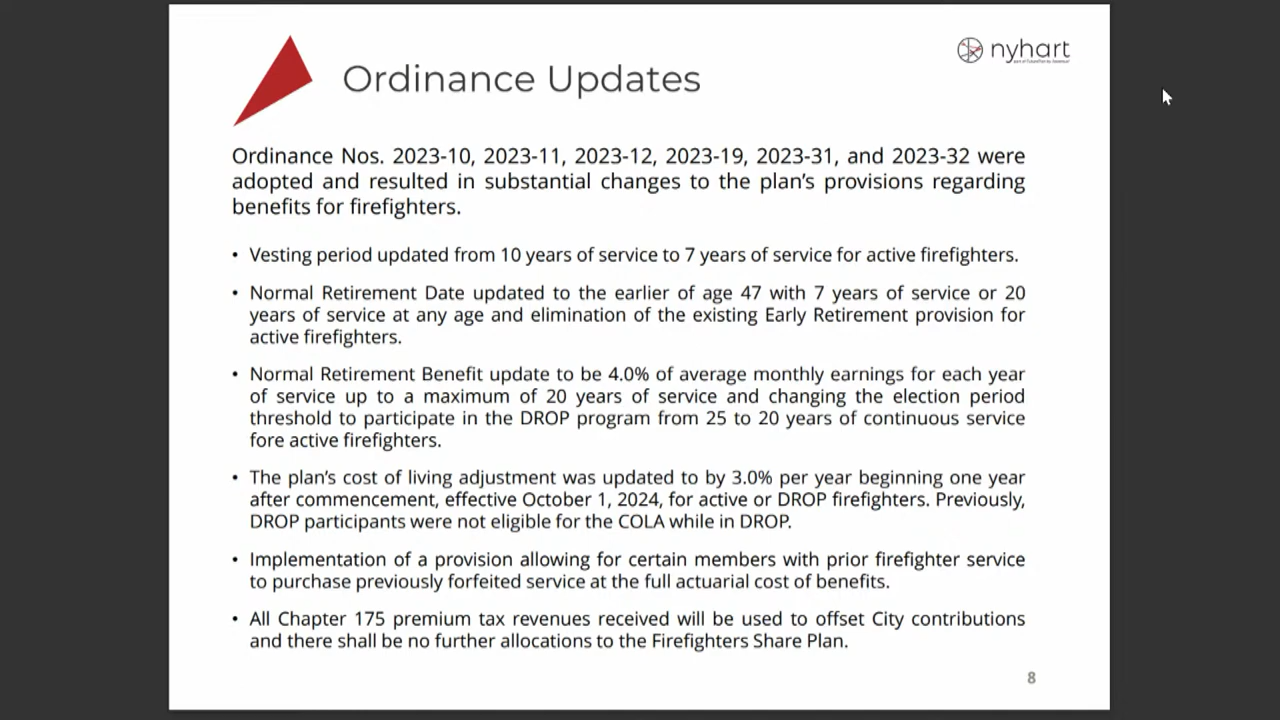 nyhart
Ordinance Updates
Ordinance Nos. 2023-10, 2023-11, 2023-12, 2023-19, 2023-31, and 2023-32 were
adopted and resulted in substantial changes to the plan's provisions regarding
benefits for firefighters.
• Vesting period updated from 10 years of service to 7 years of service for active firefighters.
• Normal Retirement Date updated to the earlier of age 47 with 7 years of service or 20
years of service at any age and elimination of the existing Early Retirement provision for
active firefighters.
• Normal Retirement Benefit update to be 4.0% of average monthly earnings for each year
of service up to a maximum of 20 years of service and changing the election period
threshold to participate in the DROP program from 25 to 20 years of continuous service
fore active firefighters.
• The plan's cost of living adjustment was updated to by 3.0% per year beginning one year
after commencement, effective October 1, 2024, for active or DROP firefighters. Previously,
DROP participants were not eligible for the COLA while in DROP.
• Implementation of a provision allowing for certain members with prior firefighter service
to purchase previously forfeited service at the full actuarial cost of benefits.
• All Chapter 175 premium tax revenues received will be used to offset City contributions
and there shall be no further allocations to the Firefighters Share Plan.
8